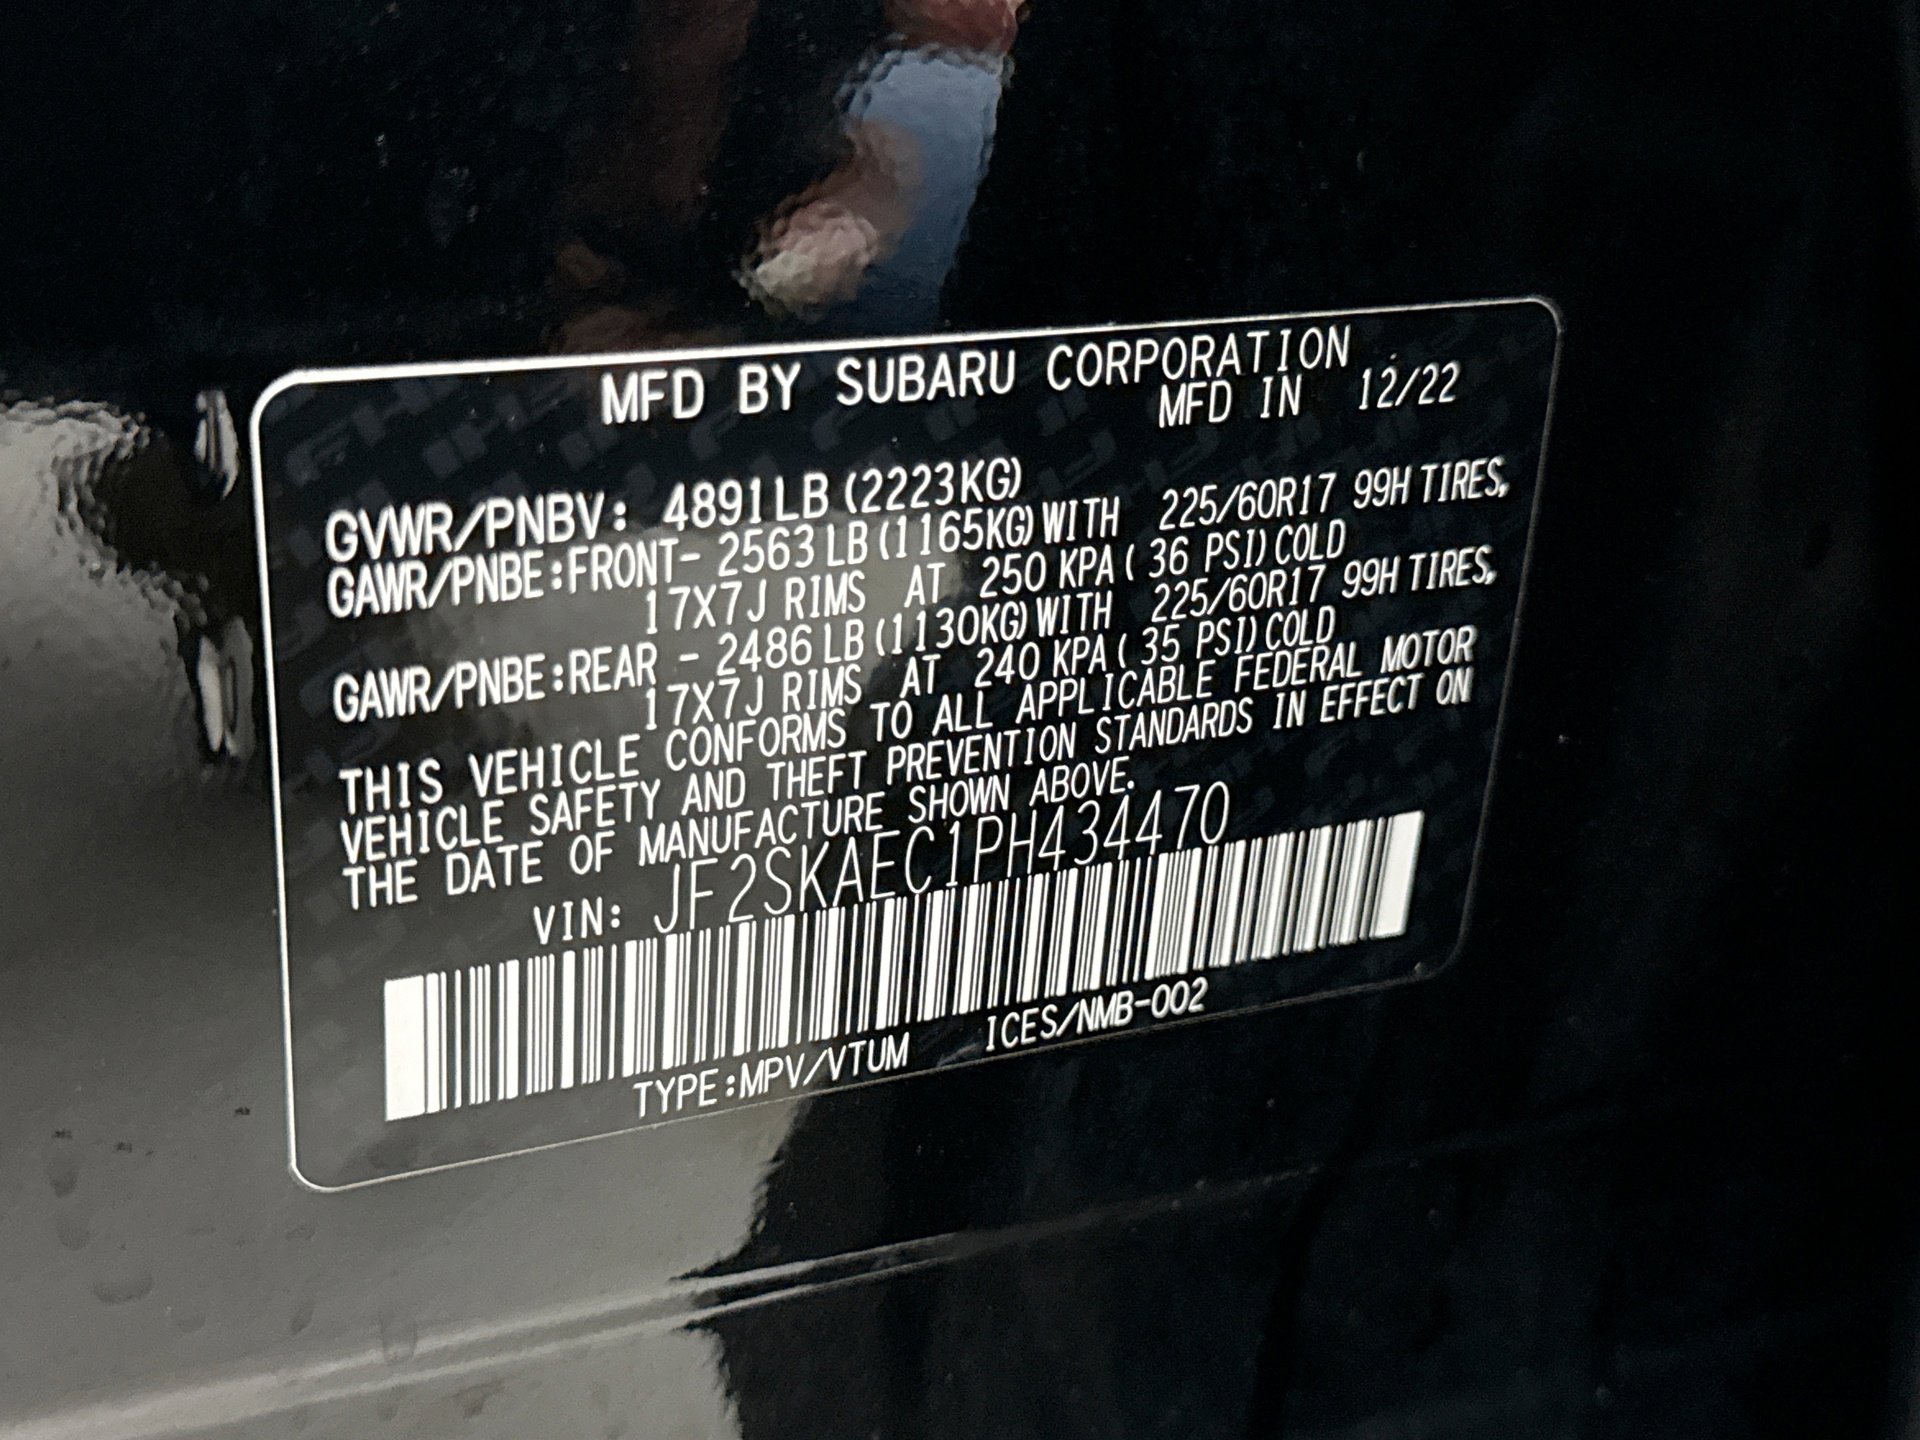 MFD BY SUBARU CORPORATION
MFD IN 12/22
GVWR/PNBV: 4891LB (2223KG)
GAWR/PNBE:FRONT- 2563LB (1165KG) WITH 225/60R17 99H TIRES,
17X7J RIMS AT 250 KPA ( 36 PSI) COLD
GAWR/PNBE:REAR - 2486LB (1130KG) WITH 225/60R17 99H TIRES,
17X7J RIMS AT 240 KPA ( 35 PSI) COLD
THIS VEHICLE CONFORMS TO ALL APPLICABLE FEDERAL MOTOR
VEHICLE SAFETY AND THEFT PREVENTION STANDARDS IN EFFECT ON
THE DATE OF MANUFACTURE SHOWN ABOVE.
VIN: JF2SKAEC1PH434470
TYPE:MPV/VTUM ICES/NMB-002